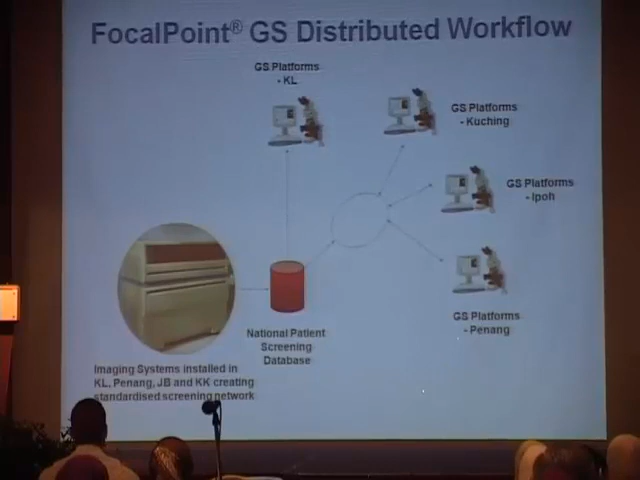 FocalPoint® GS Distributed Workflow
GS Platforms
- KL
GS Platforms
- Kuching
GS Platforms
- Ipoh
GS Platforms
- Penang
National Patient
Screening
Database
Imaging Systems installed in
KL, Penang, JB and KK creating
standardised screening network